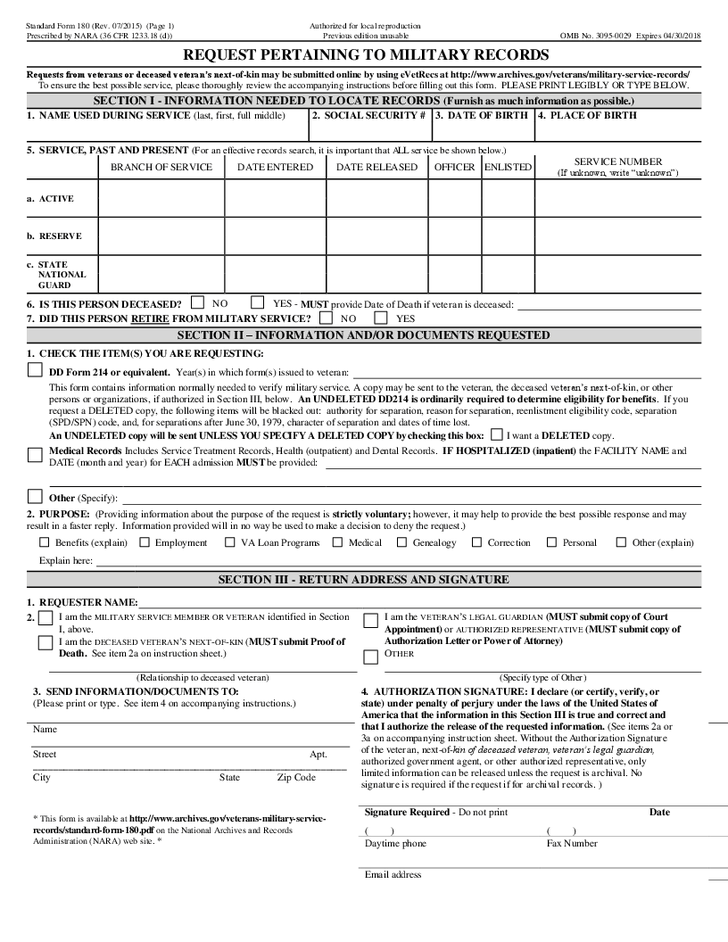 Standard Form 180 (Rev. 07/2015) (Page 1)
Prescribed by NARA (36 CFR 1233.18 (d))
Authorized for local reproduction
Previous edition unusable
OMB No. 3095-0029 Expires 04/30/2018
REQUEST PERTAINING TO MILITARY RECORDS
Requests from veterans or deceased veteran's next-of-kin may be submitted online by using eVetRecs at http://www.archives.gov/veterans/military-service-records/
To ensure the best possible service, please thoroughly review the accompanying instructions before filling out this form. PLEASE PRINT LEGIBLY OR TYPE BELOW.
SECTION I - INFORMATION NEEDED TO LOCATE RECORDS (Furnish as much information as possible.)
1. NAME USED DURING SERVICE (last, first, full middle)
2. SOCIAL SECURITY #
3. DATE OF BIRTH
4. PLACE OF BIRTH
5. SERVICE, PAST AND PRESENT (For an effective records search, it is important that ALL service be shown below.)
BRANCH OF SERVICE
DATE ENTERED
DATE RELEASED
OFFICER
ENLISTED
SERVICE NUMBER
(If unknown, write "unknown")
a. ACTIVE
b. RESERVE
c. STATE
NATIONAL
GUARD
6. IS THIS PERSON DECEASED? NO YES - MUST provide Date of Death if veteran is deceased:
7. DID THIS PERSON RETIRE FROM MILITARY SERVICE? NO YES
SECTION II – INFORMATION AND/OR DOCUMENTS REQUESTED
1. CHECK THE ITEM(S) YOU ARE REQUESTING:
DD Form 214 or equivalent. Year(s) in which form(s) issued to veteran:
This form contains information normally needed to verify military service. A copy may be sent to the veteran, the deceased veteran's next-of-kin, or other
persons or organizations, if authorized in Section III, below. An UNDELETED DD214 is ordinarily required to determine eligibility for benefits. If you
request a DELETED copy, the following items will be blacked out: authority for separation, reason for separation, reenlistment eligibility code, separation
(SPD/SPN) code, and, for separations after June 30, 1979, character of separation and dates of time lost.
An UNDELETED copy will be sent UNLESS YOU SPECIFY A DELETED COPY by checking this box: I want a DELETED copy.
Medical Records Includes Service Treatment Records, Health (outpatient) and Dental Records. IF HOSPITALIZED (inpatient) the FACILITY NAME and
DATE (month and year) for EACH admission MUST be provided:
Other (Specify):
2. PURPOSE: (Providing information about the purpose of the request is strictly voluntary; however, it may help to provide the best possible response and may
result in a faster reply. Information provided will in no way be used to make a decision to deny the request.)
Benefits (explain) Employment VA Loan Programs Medical Genealogy Correction Personal Other (explain)
Explain here:
SECTION III - RETURN ADDRESS AND SIGNATURE
1. REQUESTER NAME:
2. I am the MILITARY SERVICE MEMBER OR VETERAN identified in Section
I, above.
I am the DECEASED VETERAN'S NEXT-OF-KIN (MUST submit Proof of
Death. See item 2a on instruction sheet.)
(Relationship to deceased veteran)
I am the VETERAN'S LEGAL GUARDIAN (MUST submit copy of Court
Appointment) or AUTHORIZED REPRESENTATIVE (MUST submit copy of
Authorization Letter or Power of Attorney)
OTHER
(Specify type of Other)
3. SEND INFORMATION/DOCUMENTS TO:
(Please print or type. See item 4 on accompanying instructions.)
Name
Street Apt.
City State Zip Code
* This form is available at http://www.archives.gov/veterans-military-service-
records/standard-form-180.pdf on the National Archives and Records
Administration (NARA) web site. *
4. AUTHORIZATION SIGNATURE: I declare (or certify, verify, or
state) under penalty of perjury under the laws of the United States of
America that the information in this Section III is true and correct and
that I authorize the release of the requested information. (See items 2a or
3a on accompanying instruction sheet. Without the Authorization Signature
of the veteran, next-of-kin of deceased veteran, veteran's legal guardian,
authorized government agent, or other authorized representative, only
limited information can be released unless the request is archival. No
signature is required if the request if for archival records. )
Signature Required - Do not print Date
( ) ( )
Daytime phone Fax Number
Email address